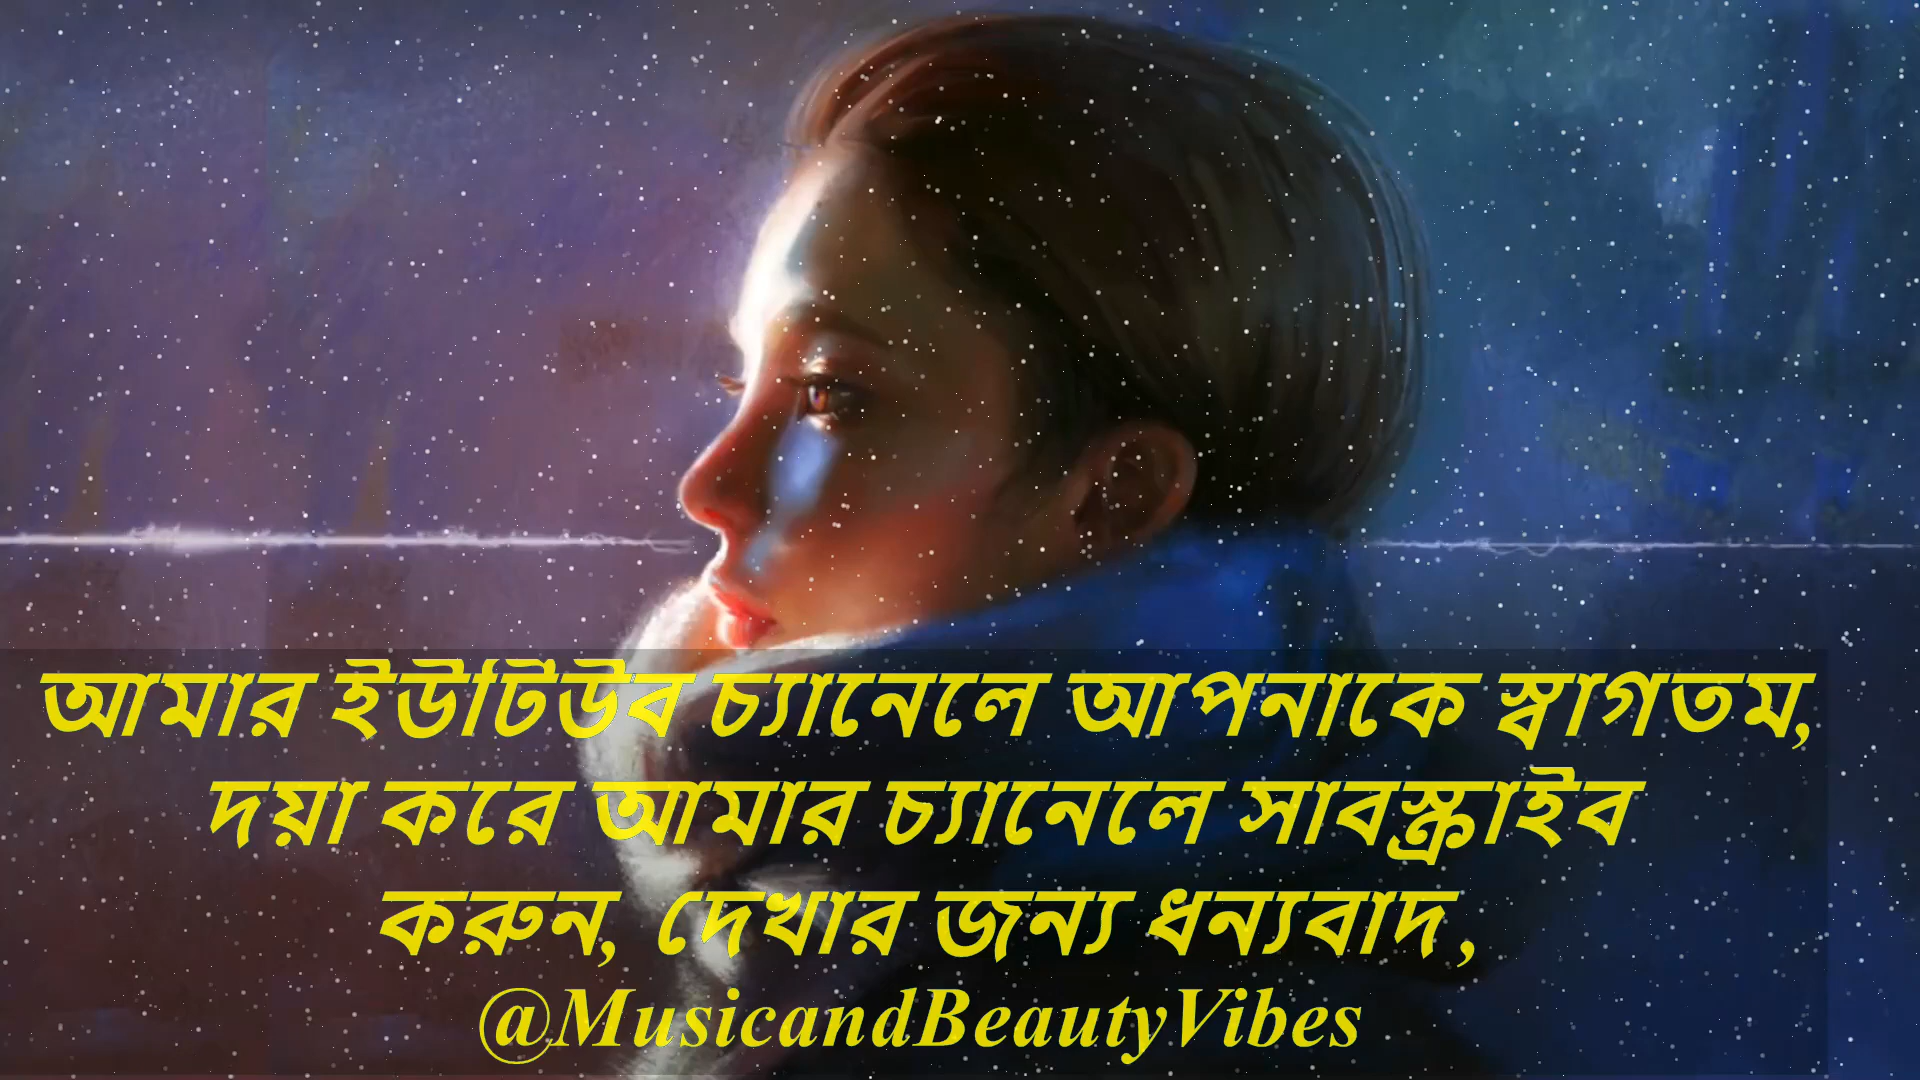 আমার ইউটিউব চ্যানেলে আপনাকে স্বাগতম,
দয়া করে আমার চ্যানেলে সাবস্ক্রাইব
করুন, দেখার জন্য ধন্যবাদ,
@MusicandBeautyVibes